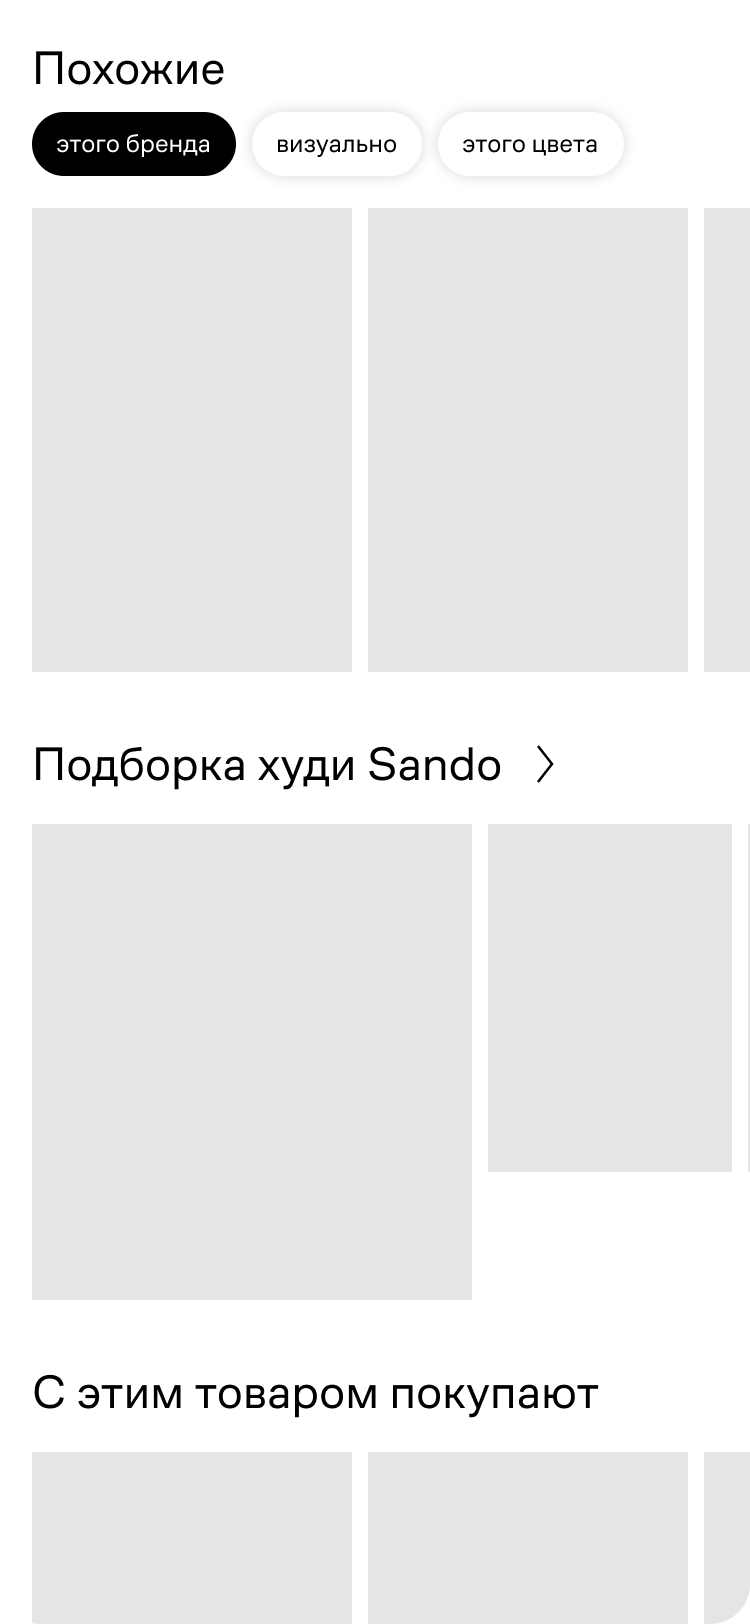 Похожие
этого бренда визуально этого цвета
Подборка худи Sando
С этим товаром покупают